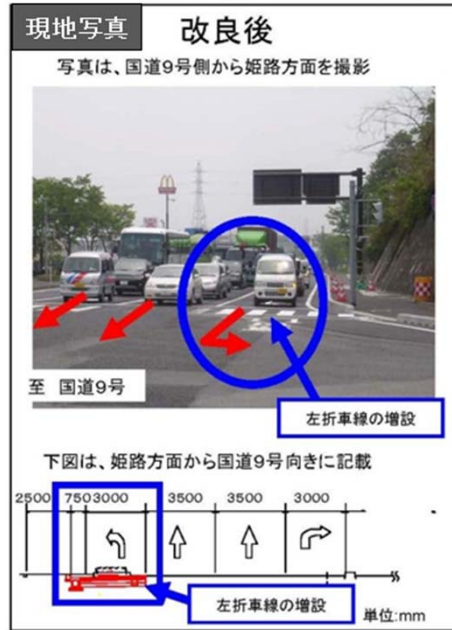 現地写真
改良後
写真は、国道9号側から姫路方面を撮影
至 国道9号
左折車線の増設
下図は、姫路方面から国道9号向きに記載
2500 750 3000 3500 3500 3000
左折車線の増設
単位:mm